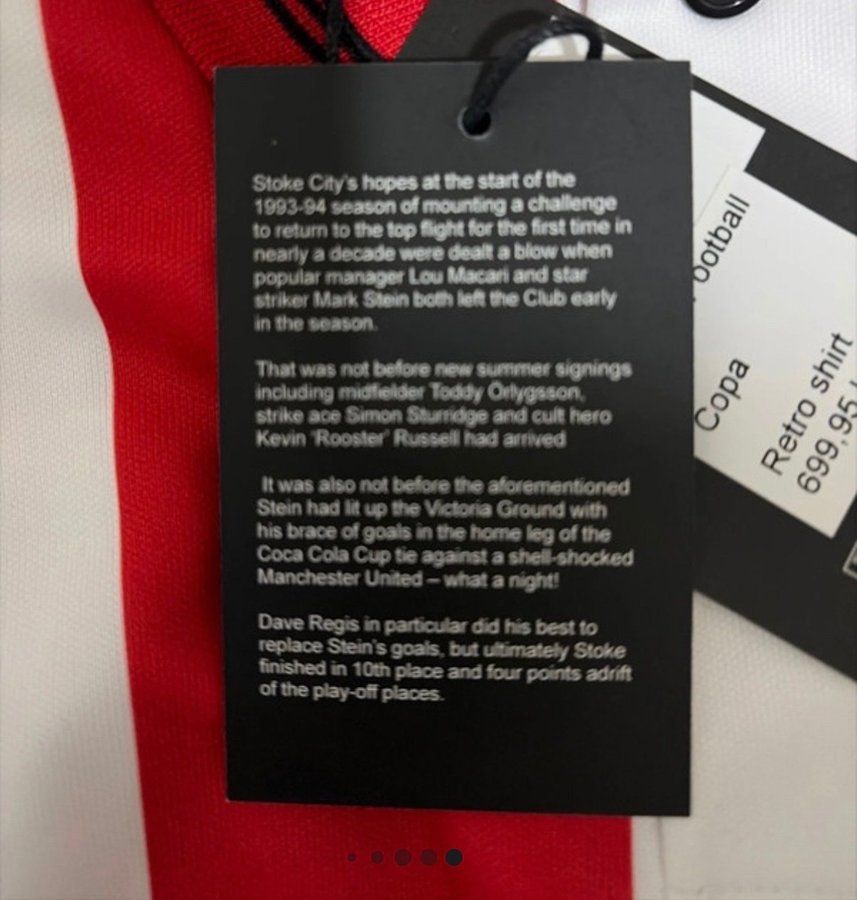 Stoke City's hopes at the start of the
1993-94 season of mounting a challenge
to return to the top flight for the first time in
nearly a decade were dealt a blow when
popular manager Lou Macari and star
striker Mark Stein both left the Club early
in the season.
That was not before new summer signings
including midfielder Toddy Örlygsson,
strike ace Simon Sturridge and cult hero
Kevin 'Rooster' Russell had arrived
It was also not before the aforementioned
Stein had lit up the Victoria Ground with
his brace of goals in the home leg of the
Coca Cola Cup tie against a shell-shocked
Manchester United – what a night!
Dave Regis in particular did his best to
replace Stein's goals, but ultimately Stoke
finished in 10th place and four points adrift
of the play-off places.
ootball
Copa
Retro shirt
699,95